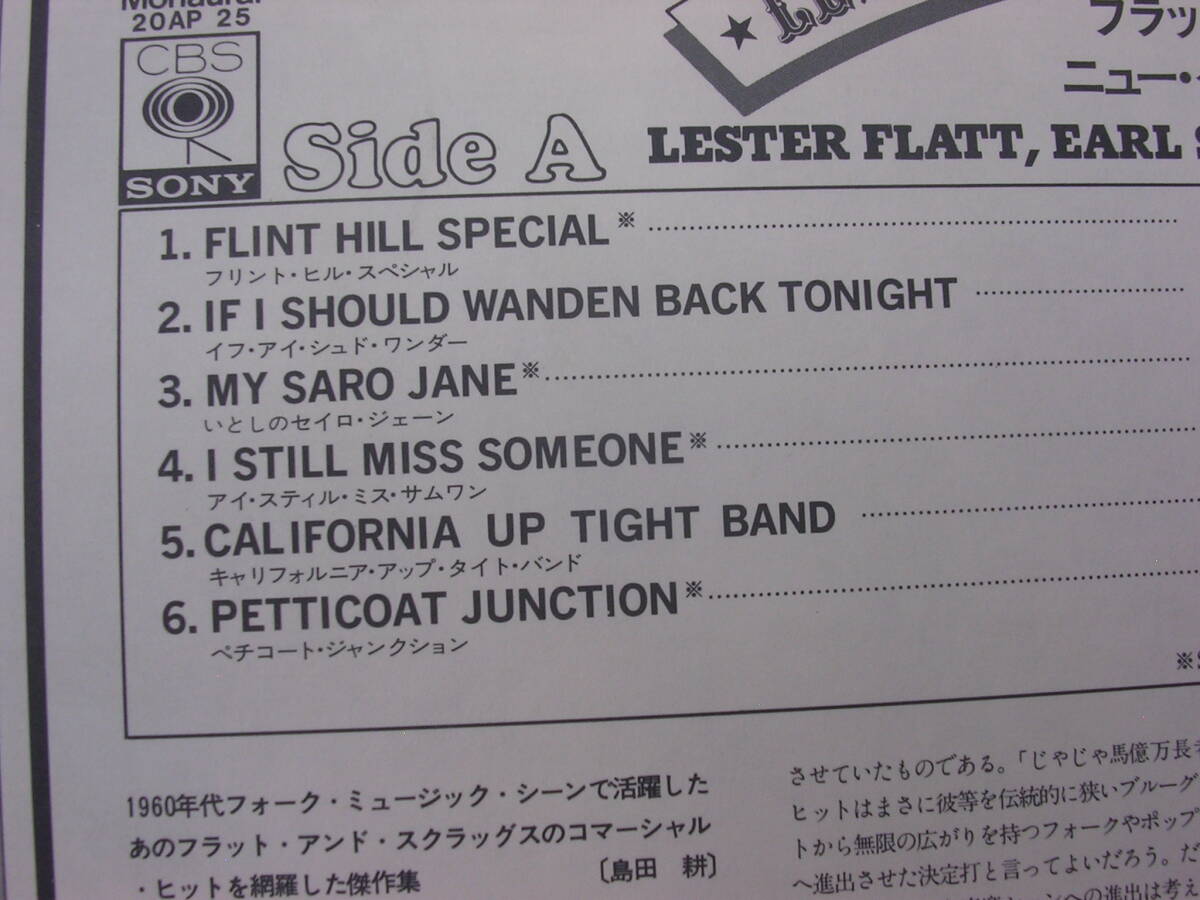 Monaural
20AP 25
CBS
SONY
Side A
フラッ
ニュー・
LESTER FLATT, EARL
1. FLINT HILL SPECIAL※
フリント・ヒル・スペシャル
2. IF I SHOULD WANDEN BACK TONIGHT
イフ・アイ・シュド・ワンダー
3. MY SARO JANE※
いとしのセイロ・ジェーン
4. I STILL MISS SOMEONE※
アイ・スティル・ミス・サムワン
5. CALIFORNIA UP TIGHT BAND
キャリフォルニア・アップ・タイト・バンド
6. PETTICOAT JUNCTION※
ペチコート・ジャンクション
※S
1960年代フォーク・ミュージック・シーンで活躍した
あのフラット・アンド・スクラッグスのコマーシャル
・ヒットを網羅した傑作集 〔島田 耕〕
させていたものである。「じゃじゃ馬億万長者
ヒットはまさに彼等を伝統的に狭いブルーグ
トから無限の広がりを持つフォークやポップ
へ進出させた決定打と言ってよいだろう。だ
シーンへの進出は考え